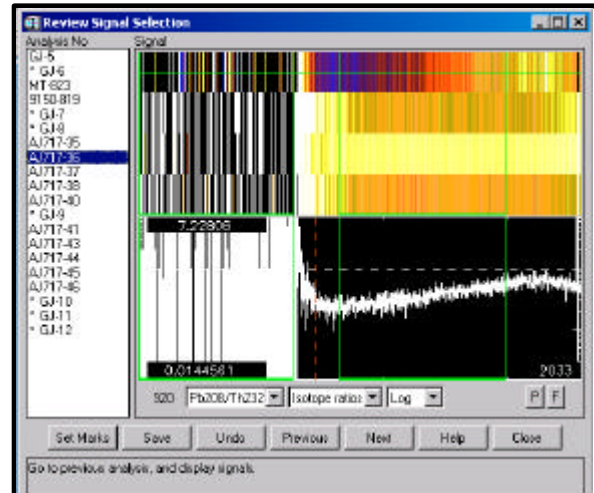 Review Signal Selection
Analysis No
Signal
GJ-5
* GJ-6
MT-823
9150-819
* GJ-7
* GJ-8
AJ717-35
AJ717-36
AJ717-37
AJ717-38
AJ717-40
* GJ-9
AJ717-41
AJ717-43
AJ717-44
AJ717-45
AJ717-46
* GJ-10
* GJ-11
* GJ-12
7.22806
0.0144561
2033
920 Pb208/Th232 Isotope ratios Log P F
Set Marks Save Undo Previous Next Help Close
Go to previous analysis, and display signals.